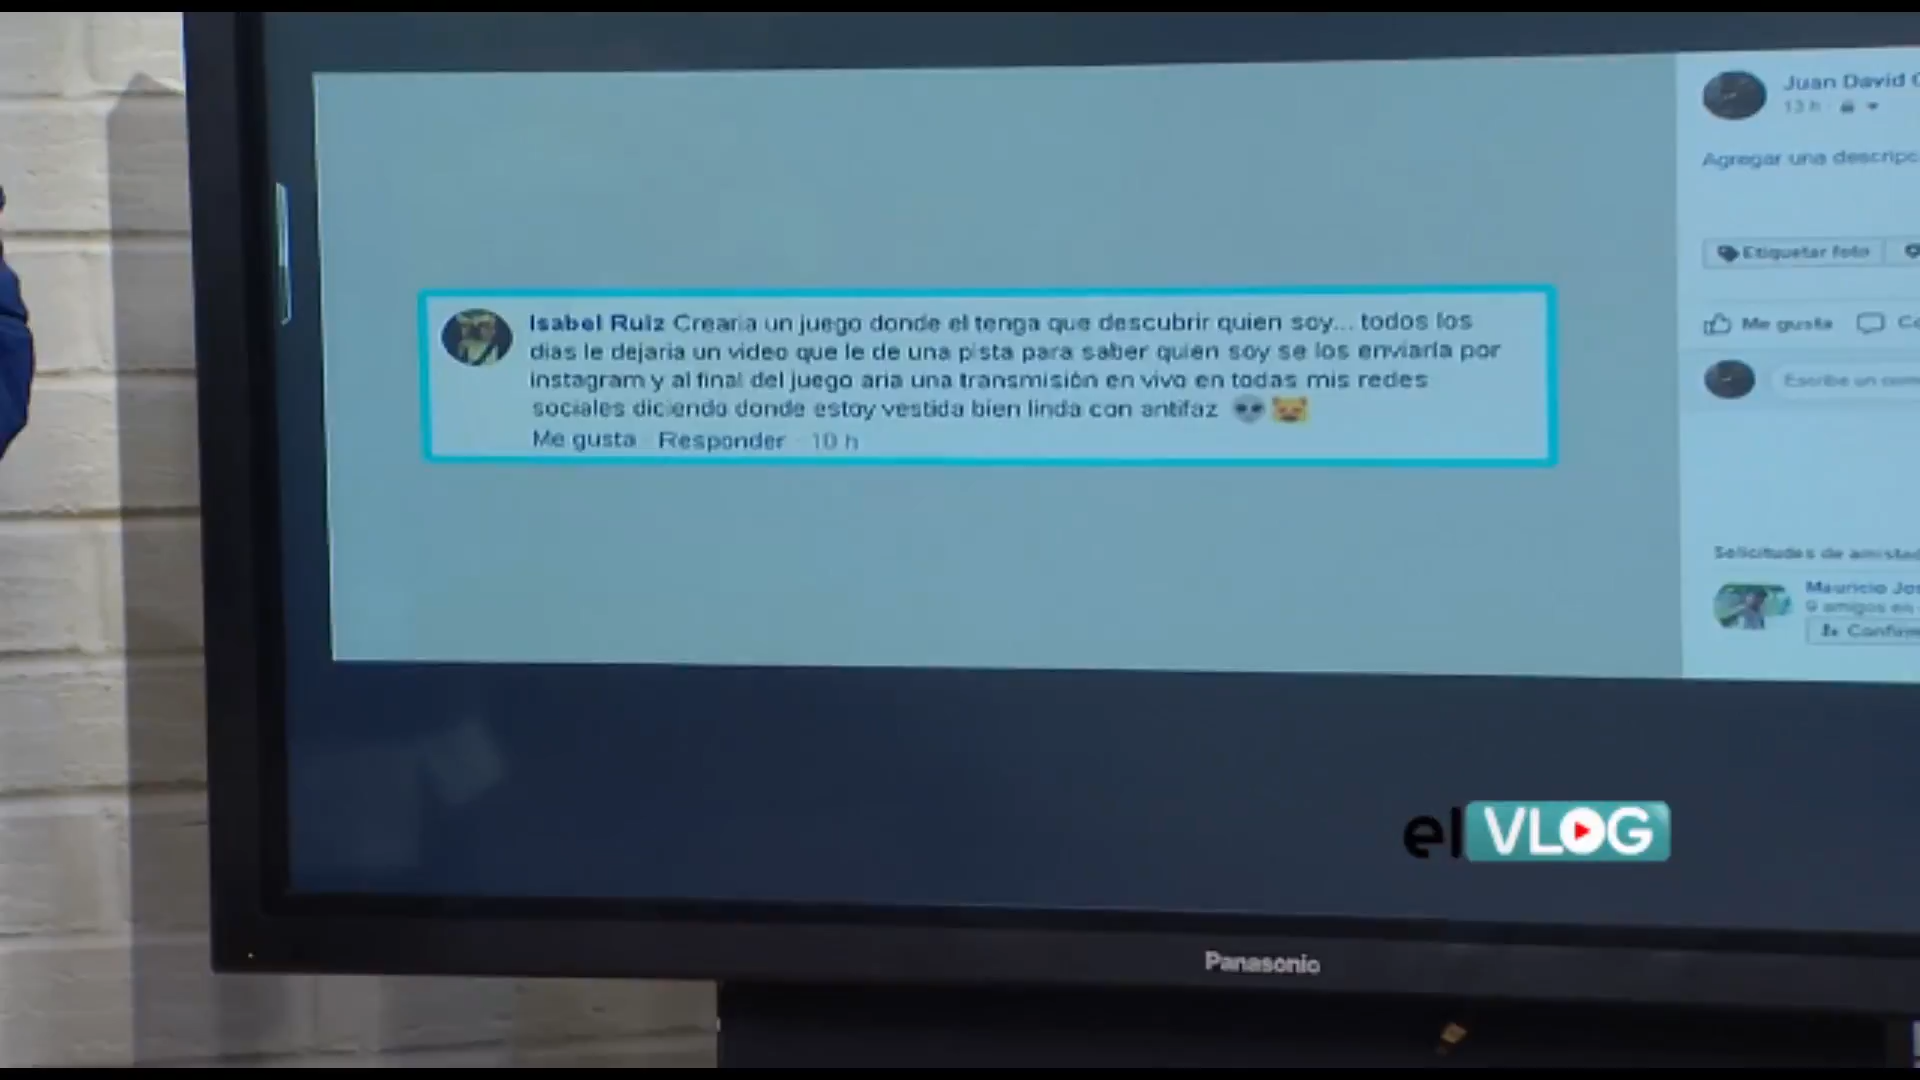 Juan David
13 h
Agregar una descripc
Etiquetar foto
Me gusta
Isabel Ruiz Crearia un juego donde el tenga que descubrir quien soy... todos los
dias le dejaria un video que le de una pista para saber quien soy se los enviaria por
instagram y al final del juego aria una transmisión en vivo en todas mis redes
sociales diciendo donde estoy vestida bien linda con antifaz
Me gusta Responder 10 h
Escribe un com
Solicitudes de amistad
Mauricio Jos
9 amigos en
Confirm
el VLOG
Panasonic